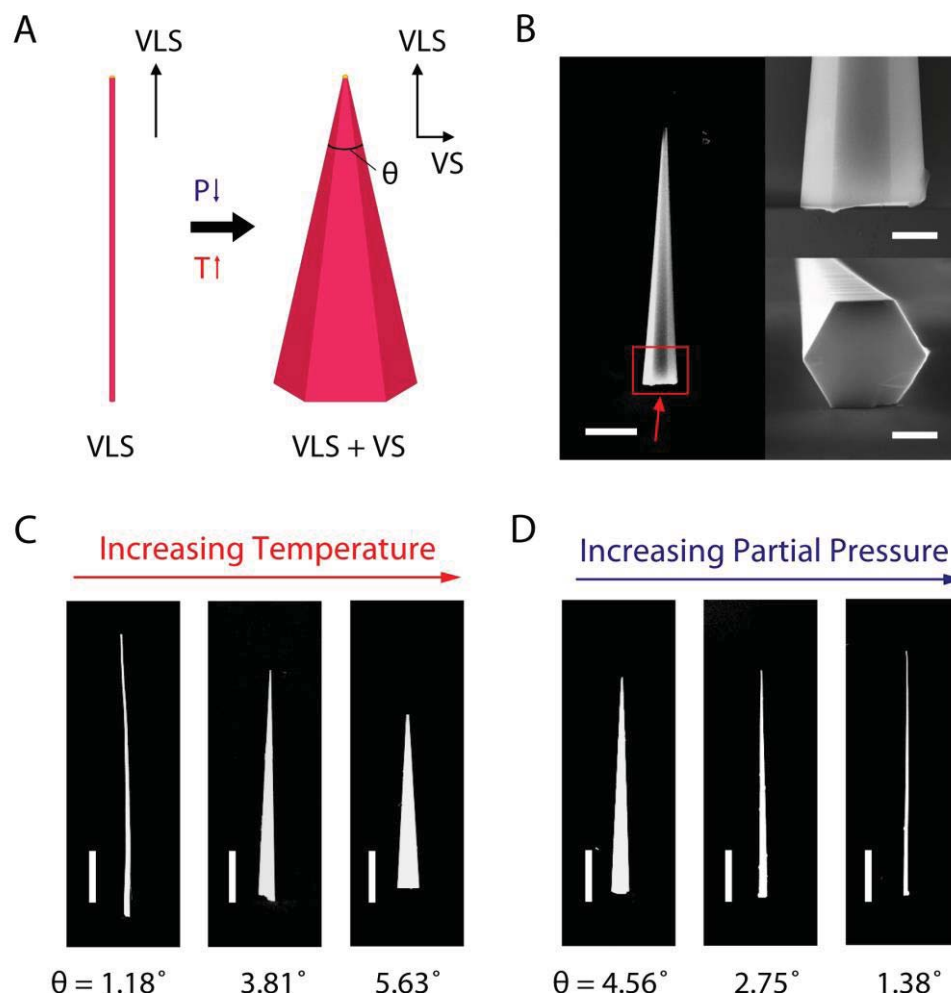 A
VLS
VLS
θ
VS
P↓
T↑
VLS
VLS + VS
B
C
Increasing Temperature
θ = 1.18°
3.81°
5.63°
D
Increasing Partial Pressure
θ = 4.56°
2.75°
1.38°